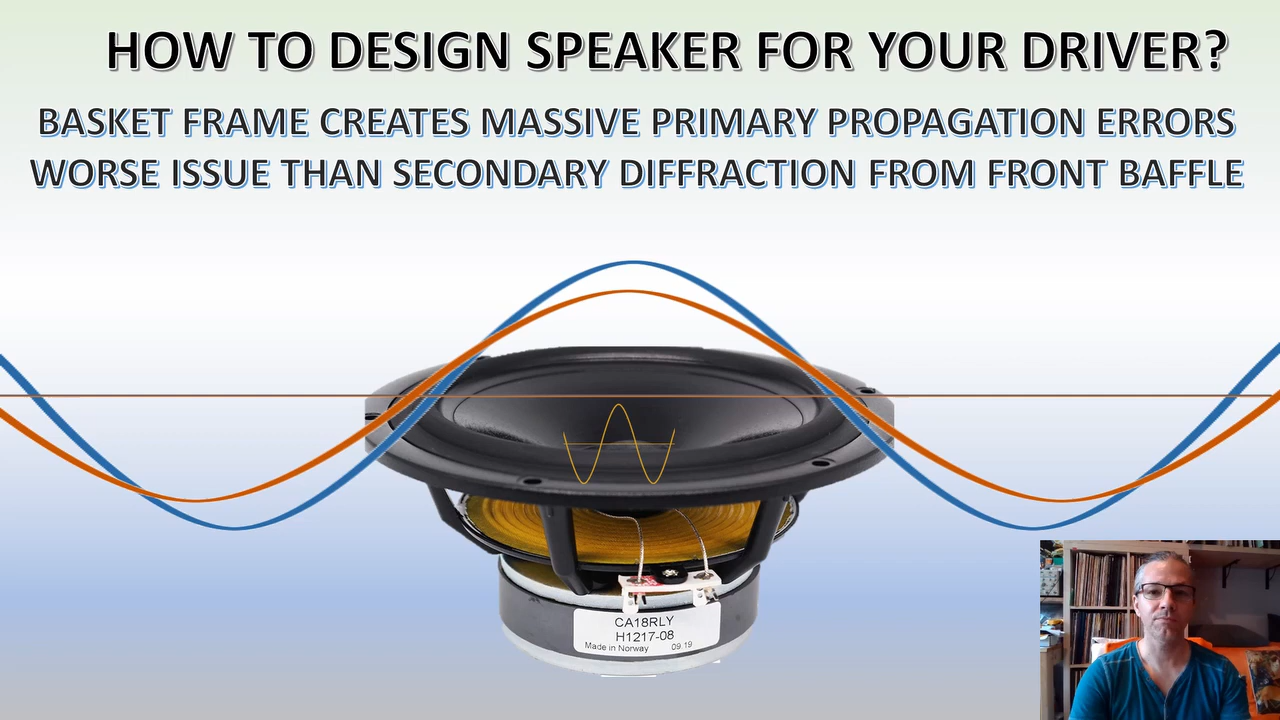 HOW TO DESIGN SPEAKER FOR YOUR DRIVER?
BASKET FRAME CREATES MASSIVE PRIMARY PROPAGATION ERRORS
WORSE ISSUE THAN SECONDARY DIFFRACTION FROM FRONT BAFFLE
CA18RLY
H1217-08
Made in Norway 09.19